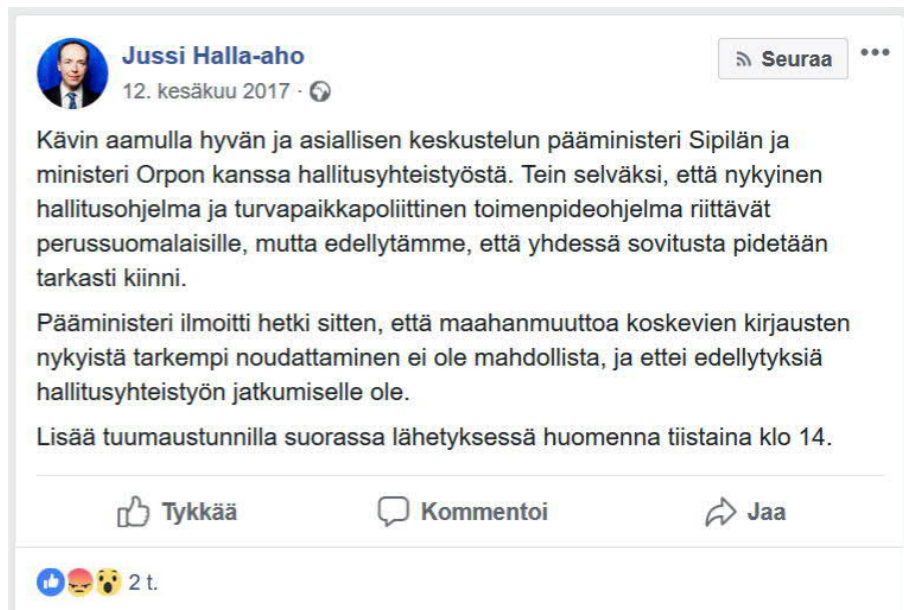 Jussi Halla-aho
Seuraa
12. kesäkuu 2017 ·
Kävin aamulla hyvän ja asiallisen keskustelun pääministeri Sipilän ja
ministeri Orpon kanssa hallitusyhteistyöstä. Tein selväksi, että nykyinen
hallitusohjelma ja turvapaikkapoliittinen toimenpideohjelma riittävät
perussuomalaisille, mutta edellytämme, että yhdessä sovitusta pidetään
tarkasti kiinni.
Pääministeri ilmoitti hetki sitten, että maahanmuuttoa koskevien kirjausten
nykyistä tarkempi noudattaminen ei ole mahdollista, ja ettei edellytyksiä
hallitusyhteistyön jatkumiselle ole.
Lisää tuumaustunnilla suorassa lähetyksessä huomenna tiistaina klo 14.
Tykkää
Kommentoi
Jaa
2 t.